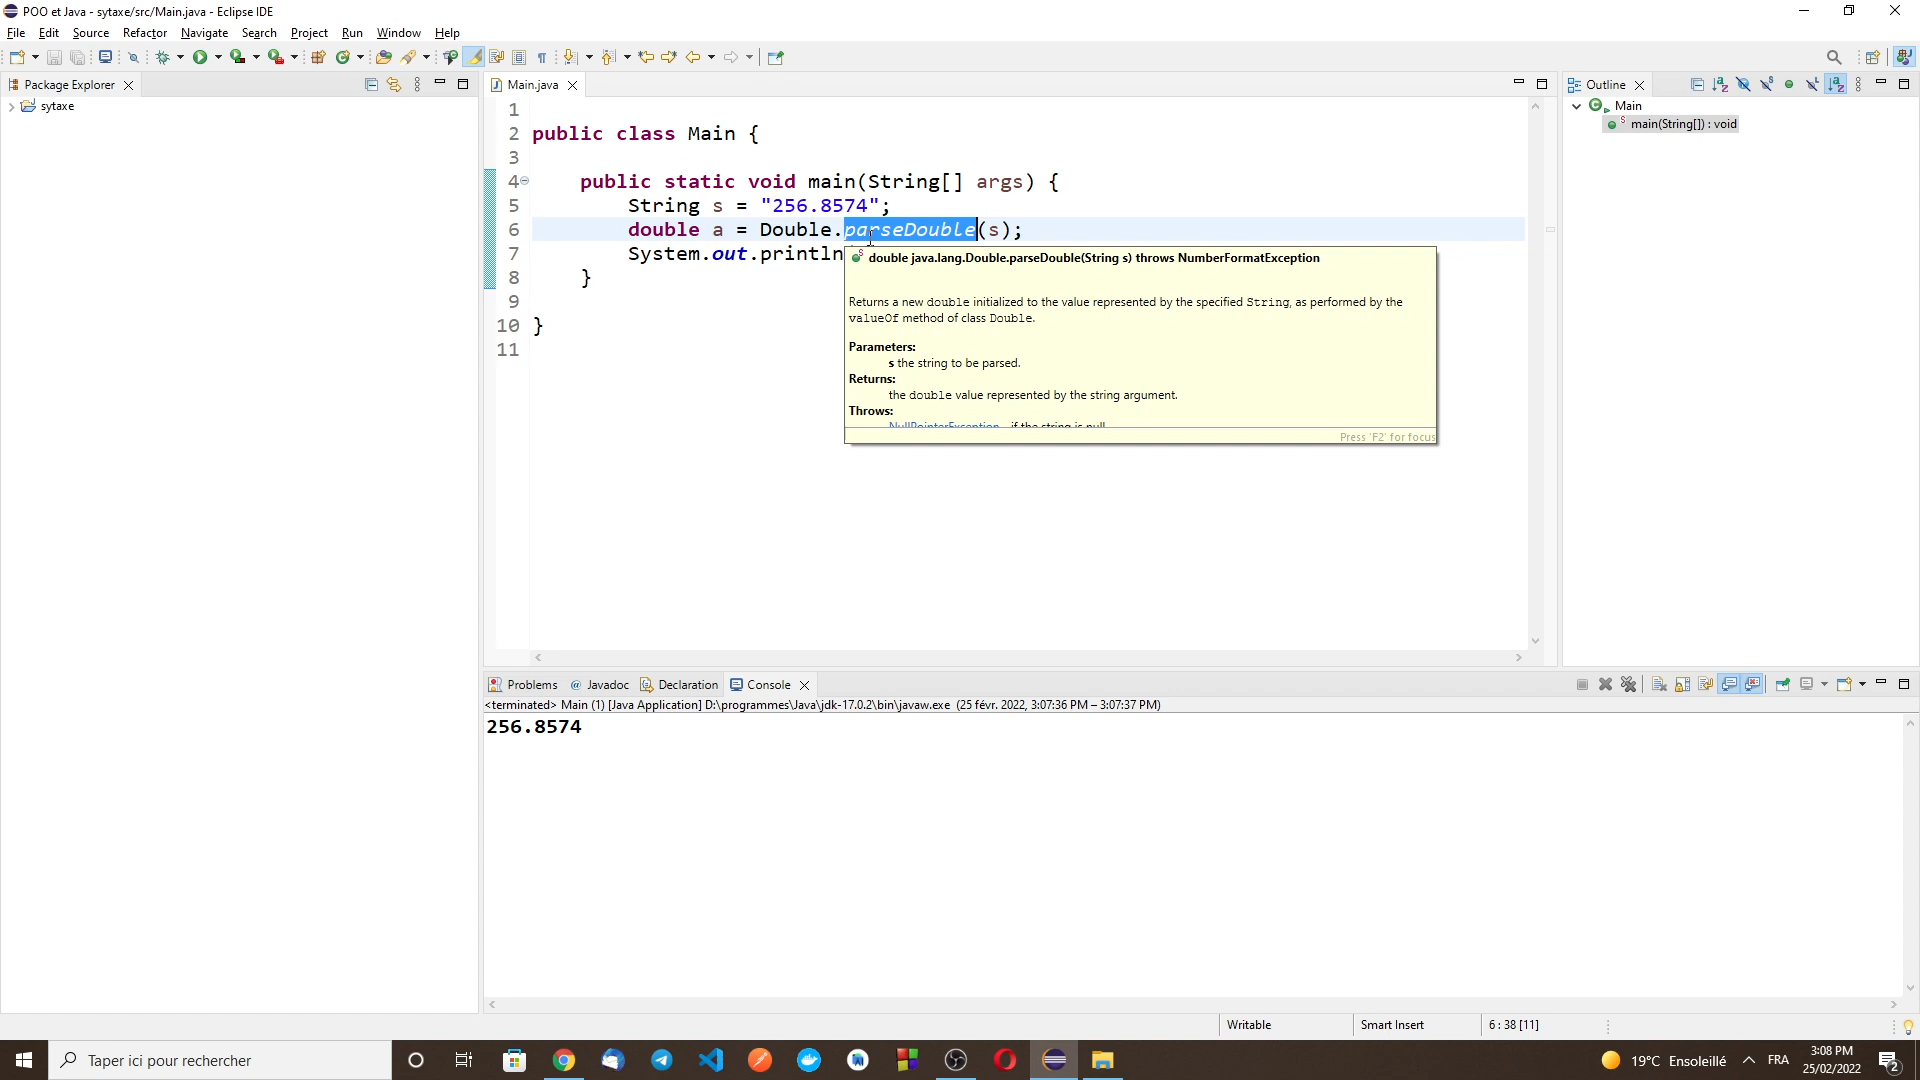 POO et Java - sytaxe/src/Main.java - Eclipse IDE
File Edit Source Refactor Navigate Search Project Run Window Help
Package Explorer
sytaxe
Main.java
1
2 public class Main {
3
4 public static void main(String[] args) {
5 String s = "256.8574";
6 double a = Double.parseDouble(s);
7 System.out.println
8 }
9
10 }
11
double java.lang.Double.parseDouble(String s) throws NumberFormatException
Returns a new double initialized to the value represented by the specified String, as performed by the
valueOf method of class Double.
Parameters:
s the string to be parsed.
Returns:
the double value represented by the string argument.
Throws:
NullPointerException - if the string is null
Press 'F2' for focus
Outline
Main
main(String[]) : void
Problems @ Javadoc Declaration Console
<terminated> Main (1) [Java Application] D:\programmes\Java\jdk-17.0.2\bin\javaw.exe (25 févr. 2022, 3:07:36 PM – 3:07:37 PM)
256.8574
Writable Smart Insert 6 : 38 [11]
Taper ici pour rechercher
19°C Ensoleillé FRA 3:08 PM
25/02/2022
2